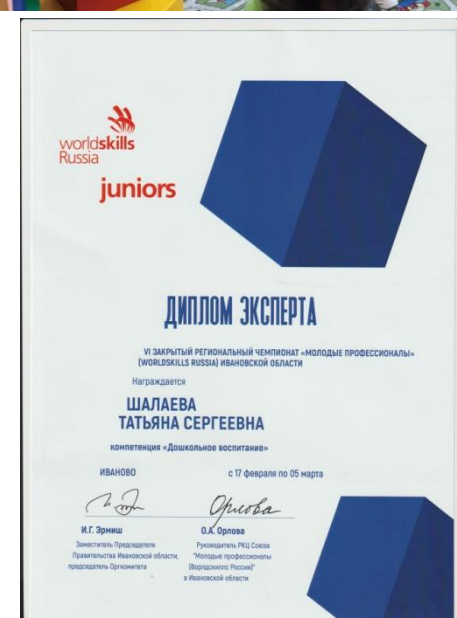 worldskills
Russia
juniors
ДИПЛОМ ЭКСПЕРТА
VI ЗАКРЫТЫЙ РЕГИОНАЛЬНЫЙ ЧЕМПИОНАТ «МОЛОДЫЕ ПРОФЕССИОНАЛЫ»
(WORLDSKILLS RUSSIA) ИВАНОВСКОЙ ОБЛАСТИ
Награждается
ШАЛАЕВА
ТАТЬЯНА СЕРГЕЕВНА
компетенция «Дошкольное воспитание»
ИВАНОВО с 17 февраля по 05 марта
Орлова
И.Г. Эрмиш О.А. Орлова
Заместитель Председателя
Правительства Ивановской области,
председатель Оргкомитета
Руководитель РКЦ Союза
"Молодые профессионалы
(Ворлдскиллс Россия)"
в Ивановской области